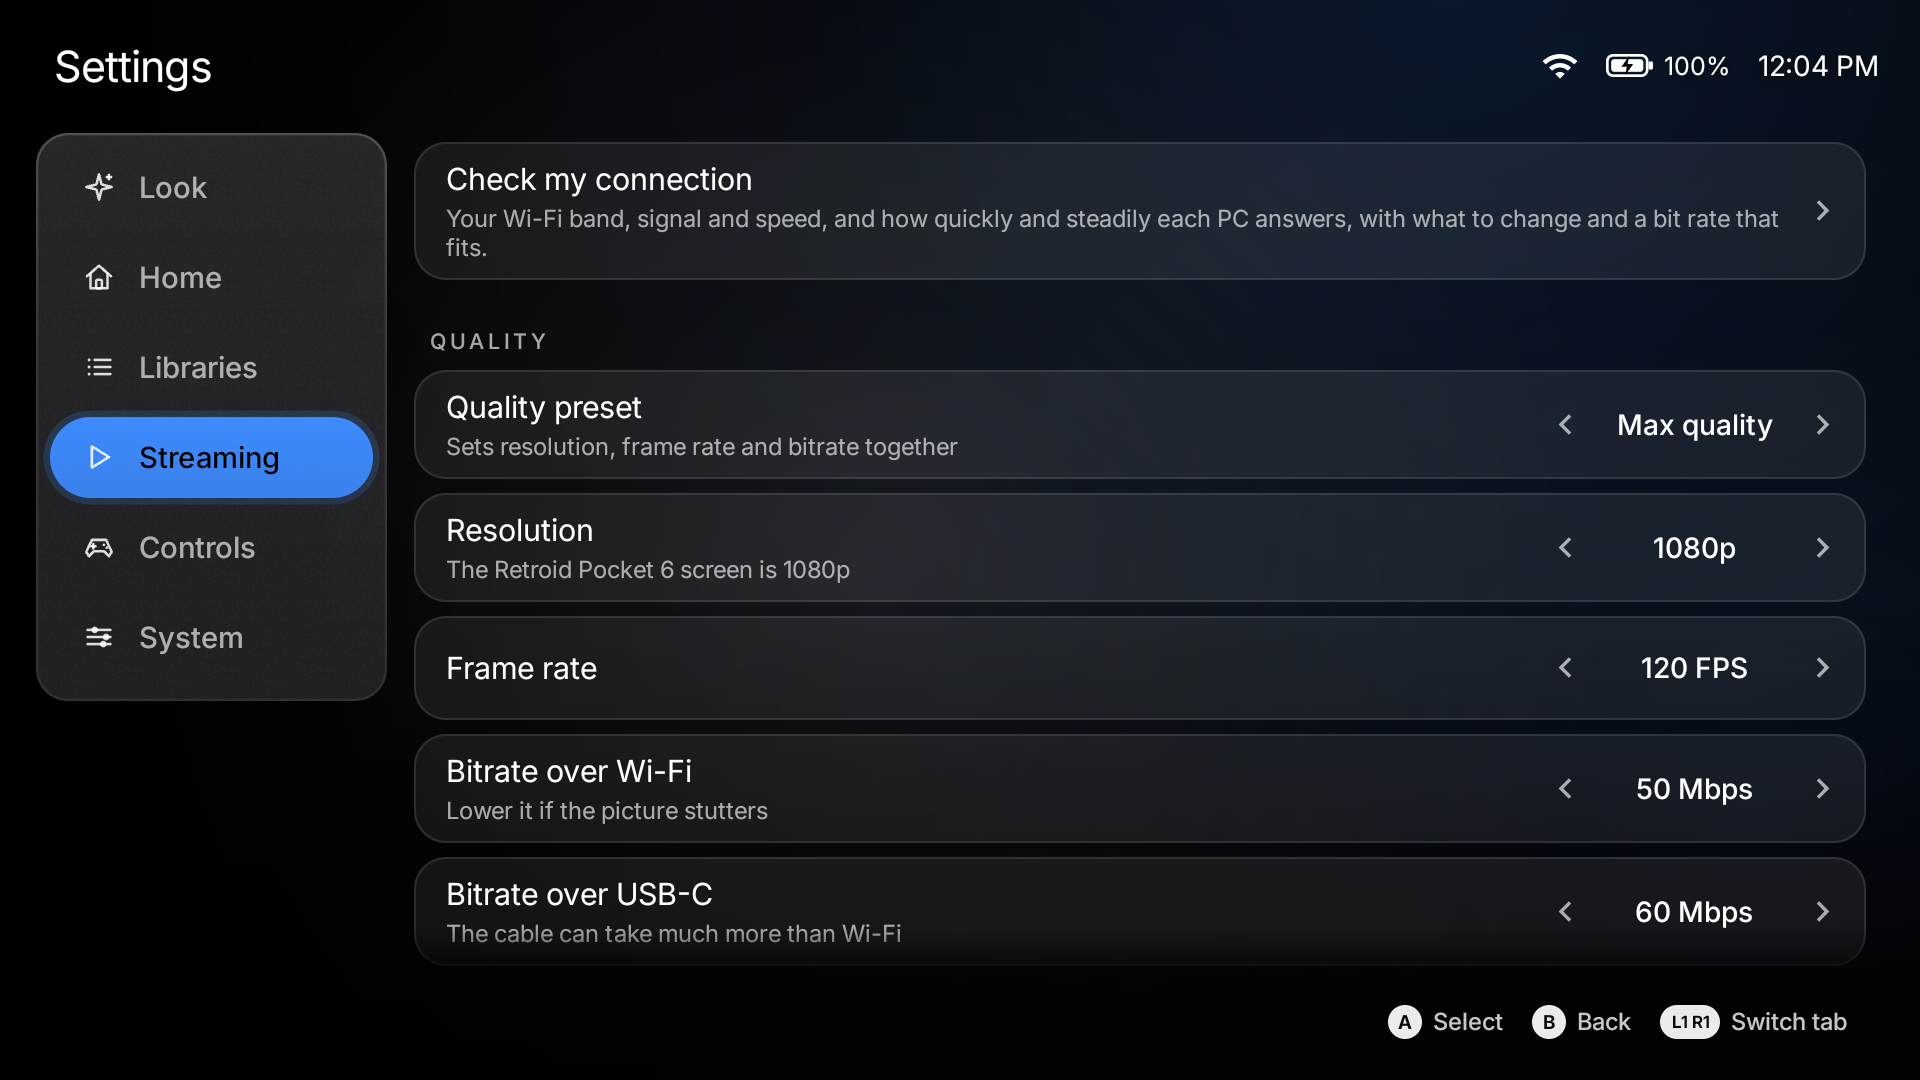 Settings
100%
12:04 PM
Look
Home
Libraries
Streaming
Controls
System
Check my connection
Your Wi-Fi band, signal and speed, and how quickly and steadily each PC answers, with what to change and a bit rate that
fits.
QUALITY
Quality preset
Sets resolution, frame rate and bitrate together
Max quality
Resolution
The Retroid Pocket 6 screen is 1080p
1080p
Frame rate
120 FPS
Bitrate over Wi-Fi
Lower it if the picture stutters
50 Mbps
Bitrate over USB-C
The cable can take much more than Wi-Fi
60 Mbps
A Select
B Back
L1 R1 Switch tab